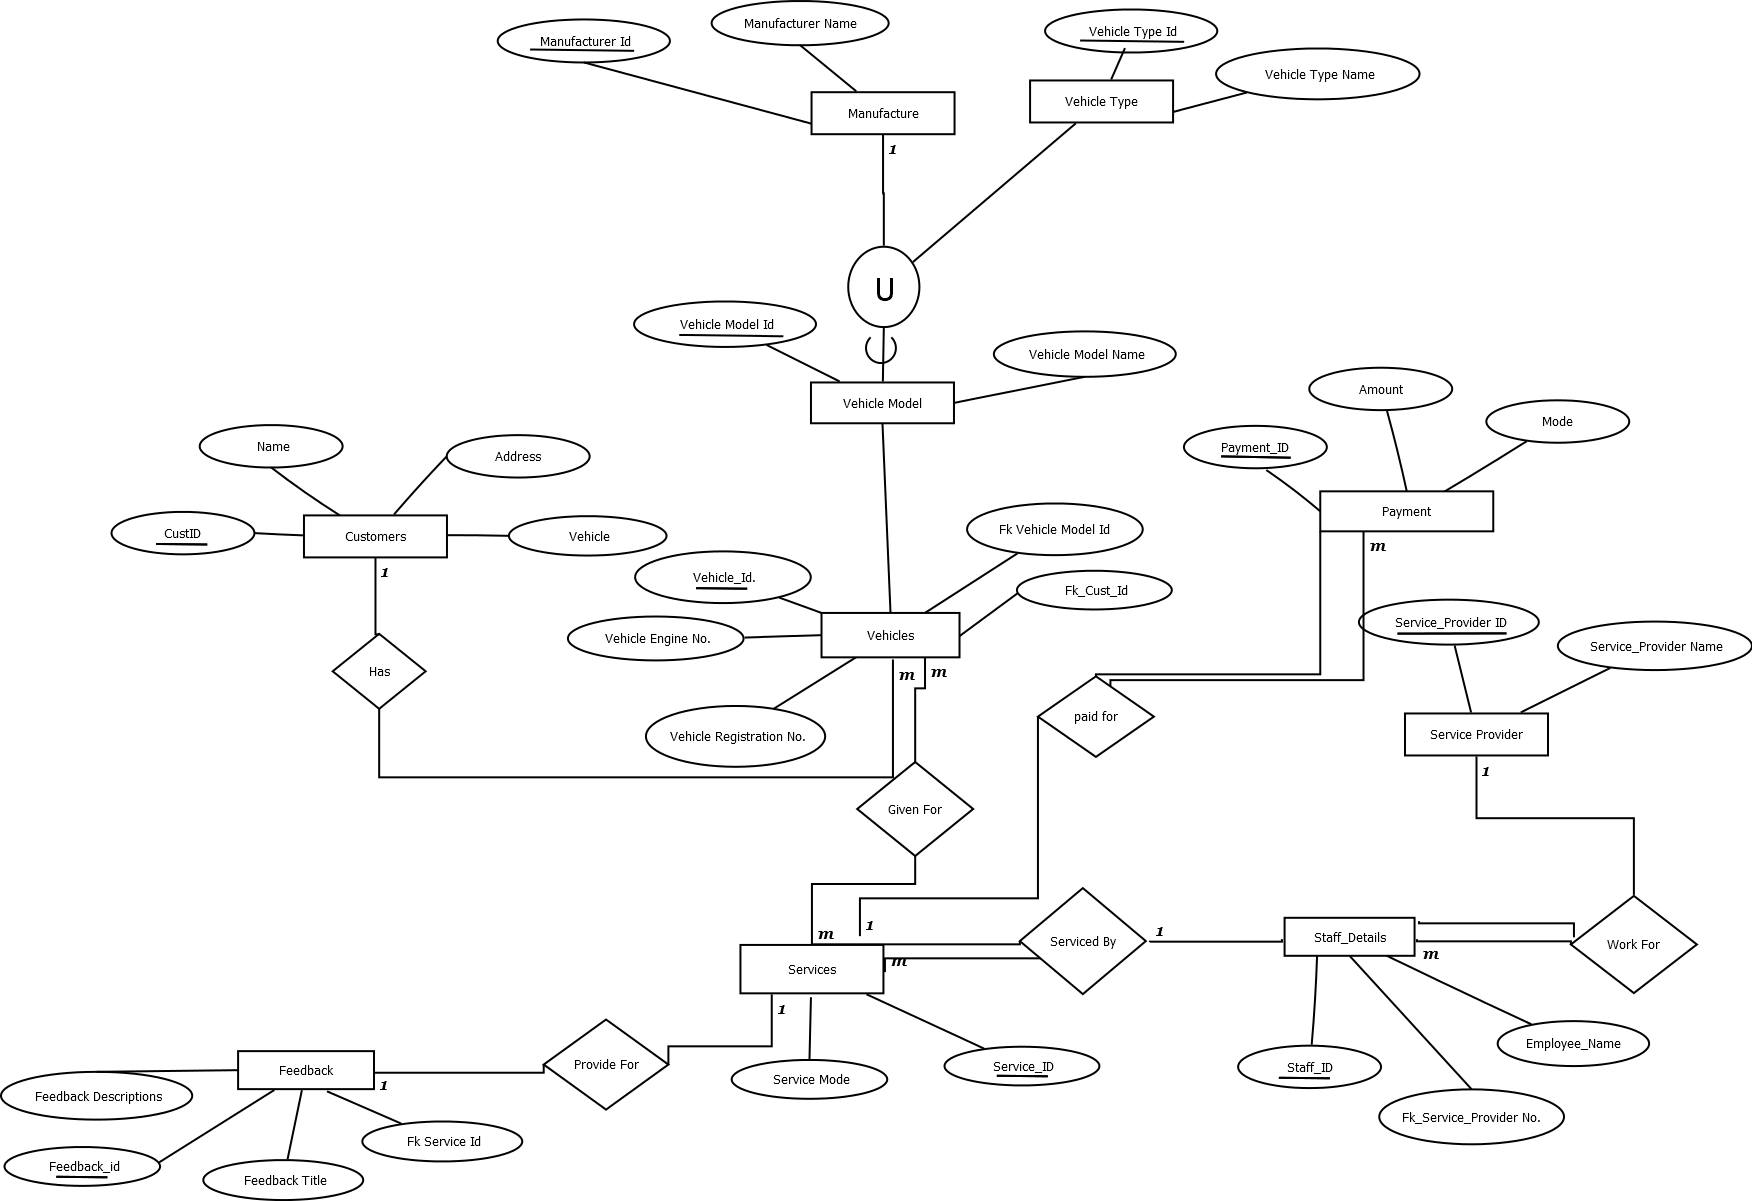 Manufacturer Name
Vehicle Type Id
Manufacturer Id
Vehicle Type Name
Vehicle Type
Manufacture
1
U
Vehicle Model Id
Vehicle Model Name
Amount
Vehicle Model
Mode
Name
Payment_ID
Address
Payment
Fk Vehicle Model Id
CustID
Customers
Vehicle
m
1
Vehicle_Id.
Fk_Cust_Id
Service_Provider ID
Vehicle Engine No.
Vehicles
Service_Provider Name
Has
m
m
paid for
Vehicle Registration No.
Service Provider
1
Given For
1
m
1
Serviced By
Staff_Details
Work For
m
m
Services
1
Provide For
Employee_Name
Feedback
Service_ID
Staff_ID
1
Service Mode
Feedback Descriptions
Fk_Service_Provider No.
Fk Service Id
Feedback_id
Feedback Title